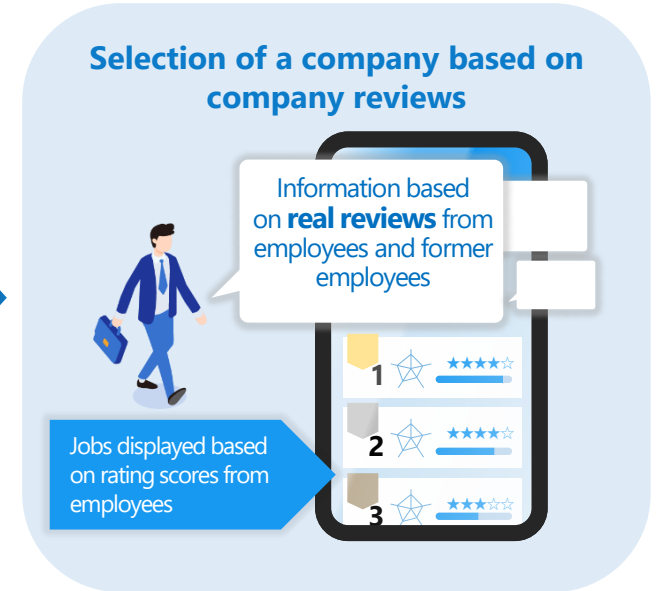 Selection of a company based on
company reviews
Information based
on real reviews from
employees and former
employees
1 ★★★★☆
2 ★★★★☆
3 ★★★☆☆
Jobs displayed based
on rating scores from
employees